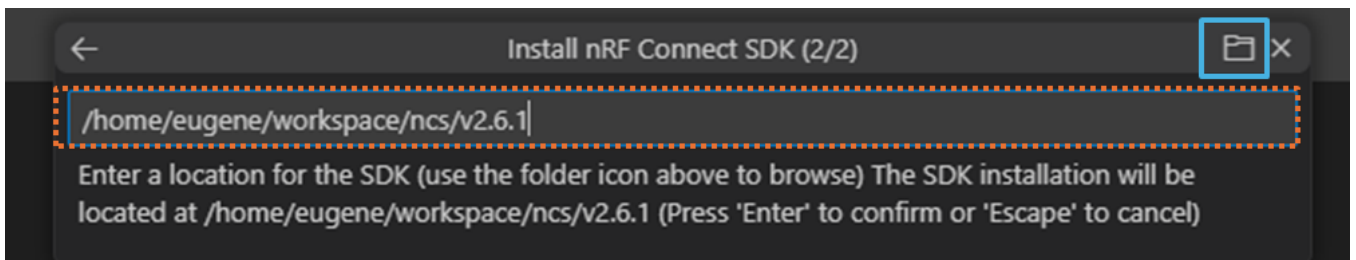 Install nRF Connect SDK (2/2)
/home/eugene/workspace/ncs/v2.6.1
Enter a location for the SDK (use the folder icon above to browse) The SDK installation will be
located at /home/eugene/workspace/ncs/v2.6.1 (Press 'Enter' to confirm or 'Escape' to cancel)